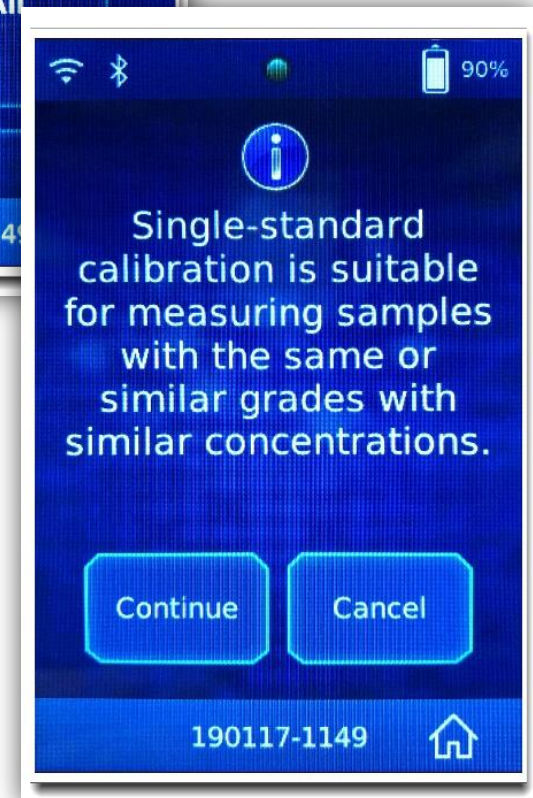 90%
Single-standard
calibration is suitable
for measuring samples
with the same or
similar grades with
similar concentrations.
Continue
Cancel
190117-1149